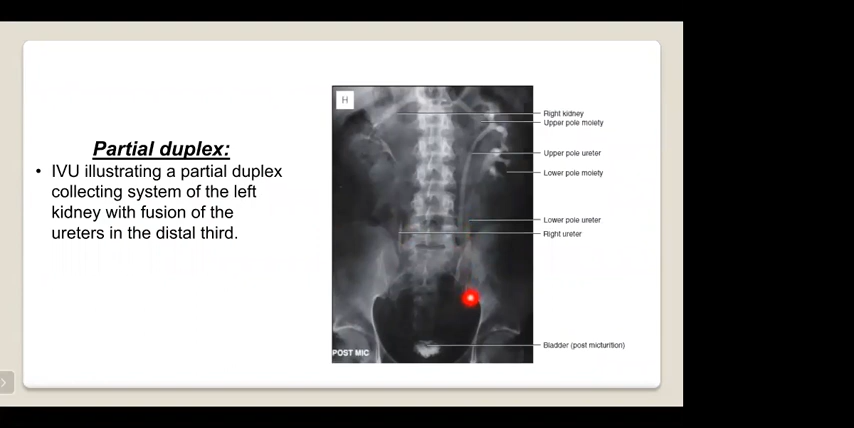 Partial duplex:
• IVU illustrating a partial duplex
collecting system of the left
kidney with fusion of the
ureters in the distal third.
H
Right kidney
Upper pole moiety
Upper pole ureter
Lower pole moiety
Lower pole ureter
Right ureter
Bladder (post micturition)
POST MIC